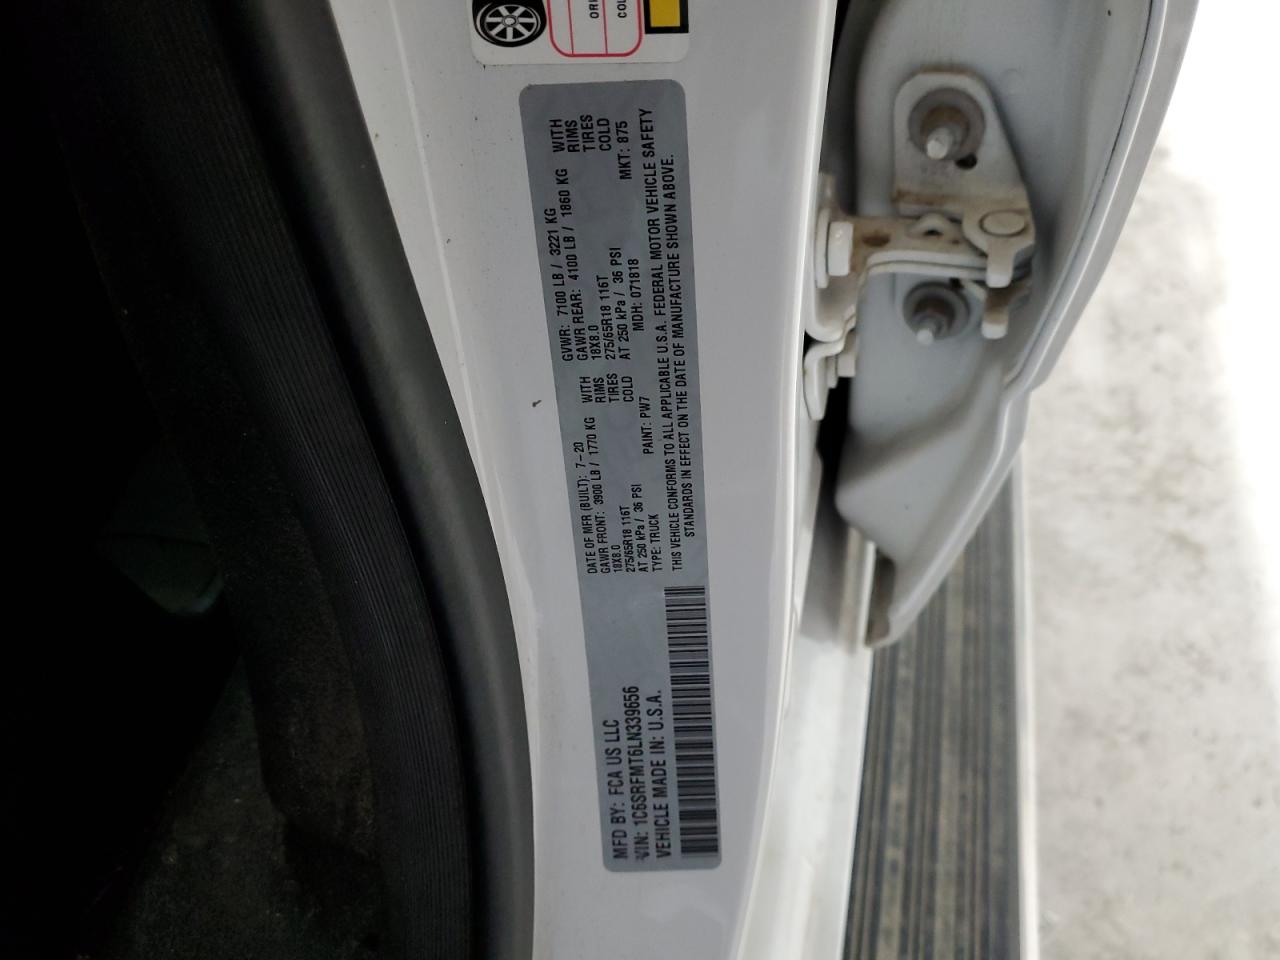 ORI
COL
MFD BY: FCA US LLC
VIN: 1C6SRFMT6LN339656
VEHICLE MADE IN: U.S.A.
DATE OF MFR (BUILT): 7-20
GAWR FRONT: 3900 LB / 1770 KG WITH
18X8.0 RIMS
275/65R18 116T TIRES
AT 250 kPa / 36 PSI COLD
TYPE: TRUCK PAINT: PW7
GVWR: 7100 LB / 3221 KG
GAWR REAR: 4100 LB / 1860 KG WITH
18X8.0 RIMS
275/65R18 116T TIRES
AT 250 kPa / 36 PSI COLD
MDH: 071818 MKT: 875
THIS VEHICLE CONFORMS TO ALL APPLICABLE U.S.A. FEDERAL MOTOR VEHICLE SAFETY
STANDARDS IN EFFECT ON THE DATE OF MANUFACTURE SHOWN ABOVE.